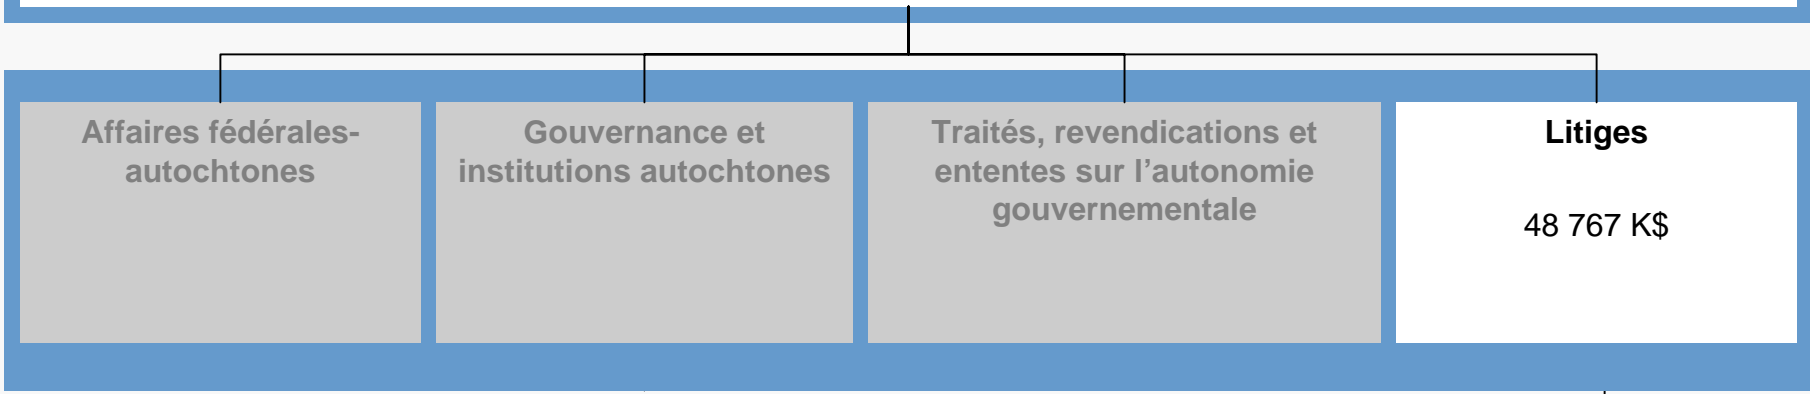 Affaires fédérales-
autochtones
Gouvernance et
institutions autochtones
Traités, revendications et
ententes sur l’autonomie
gouvernementale
Litiges
48 767 K$